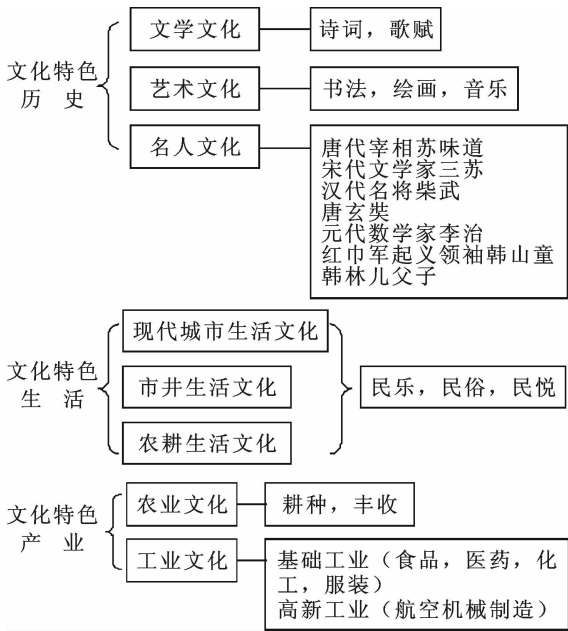 文学文化
诗词，歌赋
文化特色
历 史
艺术文化
书法，绘画，音乐
名人文化
唐代宰相苏味道
宋代文学家三苏
汉代名将柴武
唐玄奘
元代数学家李治
红巾军起义领袖韩山童
韩林儿父子
文化特色
生 活
现代城市生活文化
市井生活文化
农耕生活文化
民乐，民俗，民悦
文化特色
产 业
农业文化
耕种，丰收
工业文化
基础工业（食品，医药，化
工，服装）
高新工业（航空机械制造）